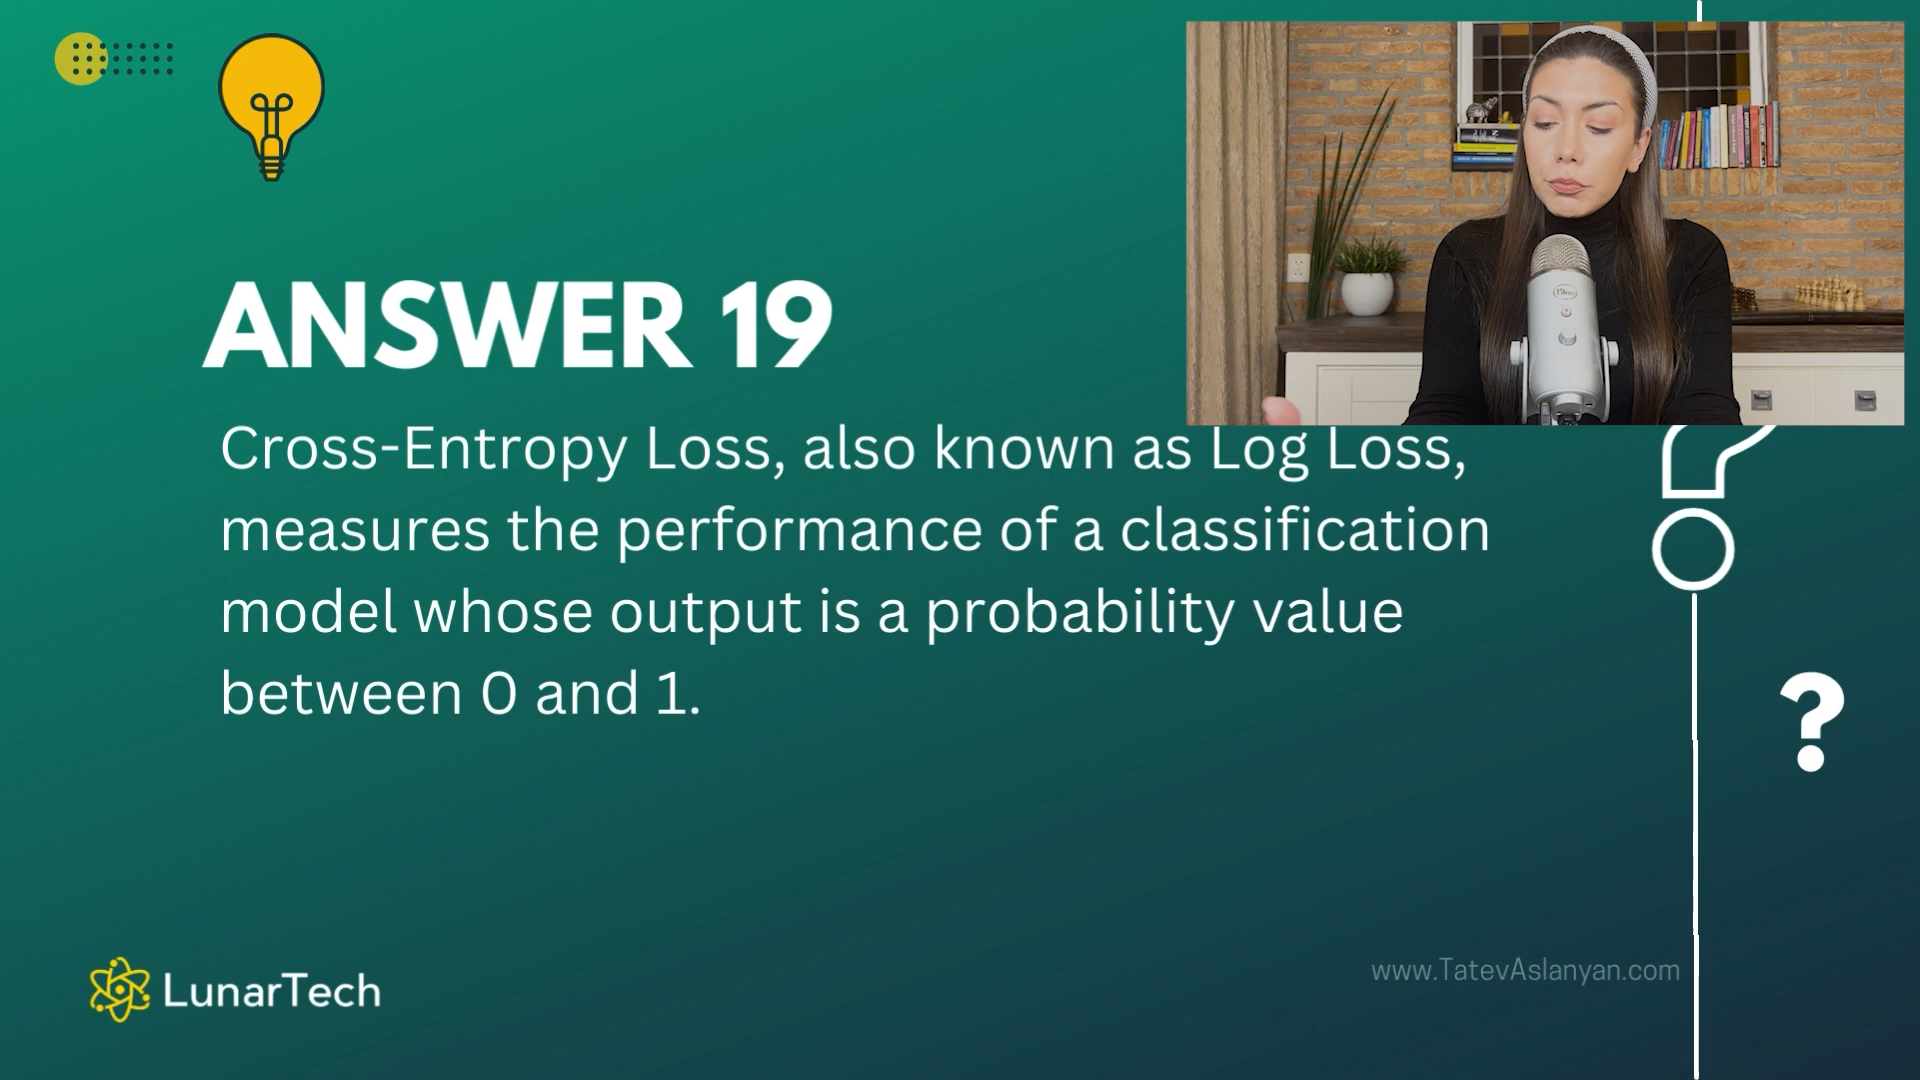 ANSWER 19
Cross-Entropy Loss, also known as Log Loss,
measures the performance of a classification
model whose output is a probability value
between 0 and 1.
?
?
LunarTech
www.TatevAslanyan.com